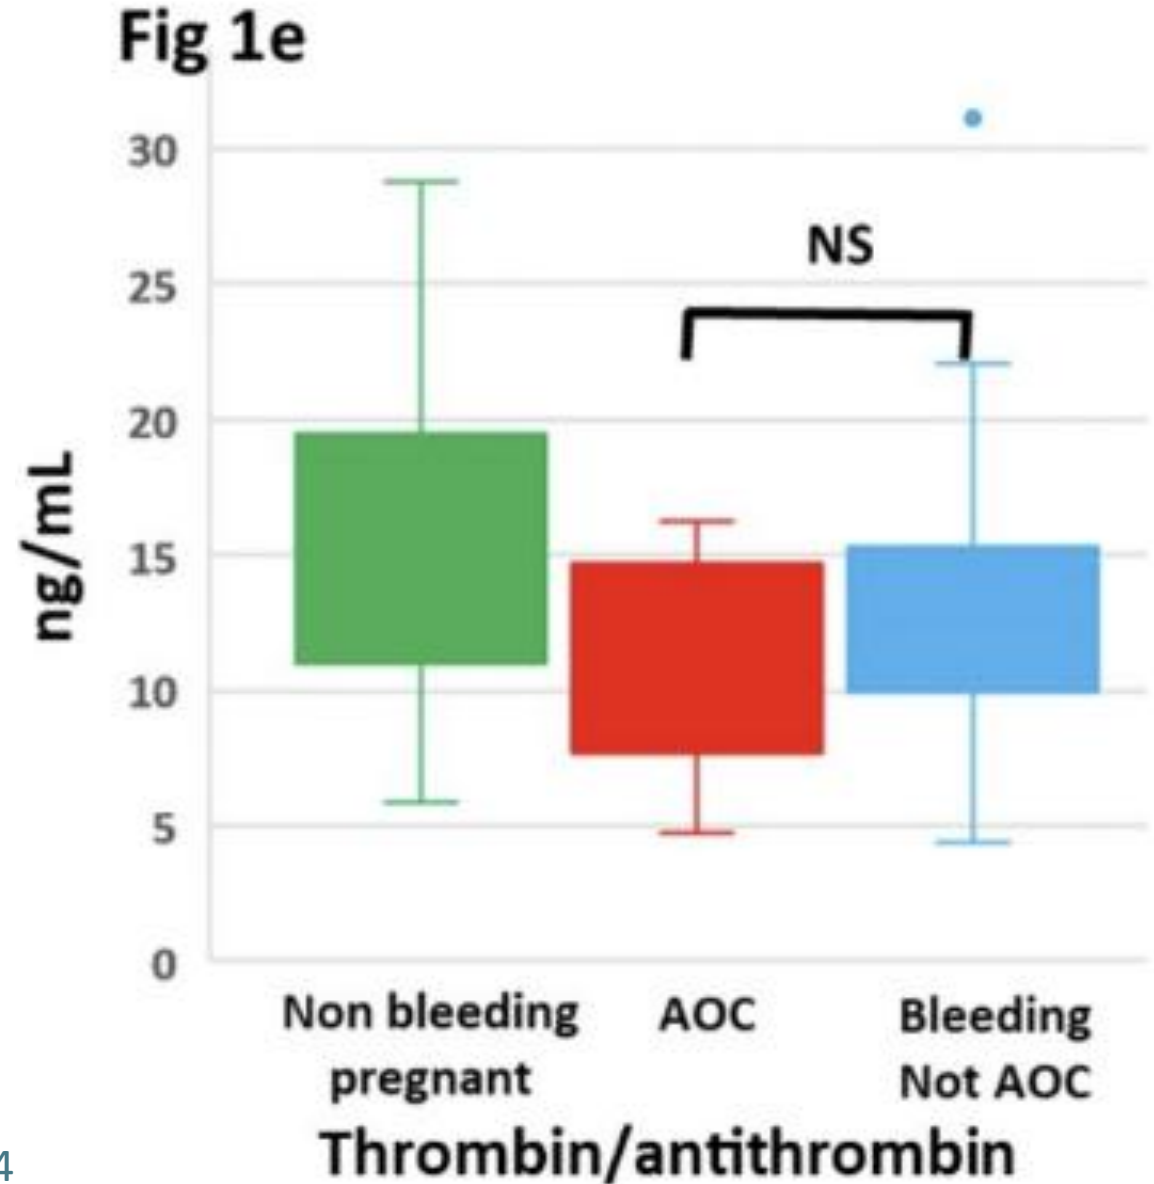 Fig 1e
30
25
20
15
10
5
0
ng/mL
NS
Non bleeding
pregnant
AOC
Bleeding
Not AOC
Thrombin/antithrombin
4